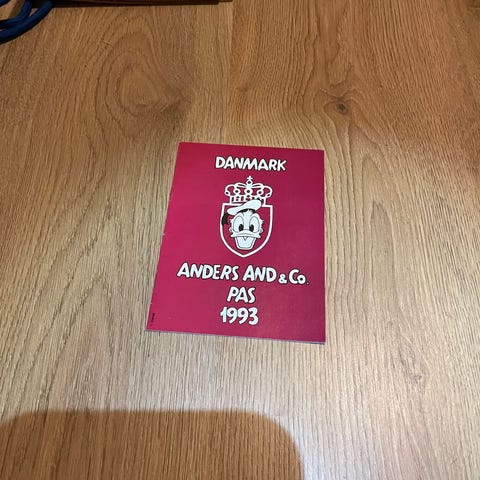 DANMARK
ANDERS AND & Co.
PAS
1993